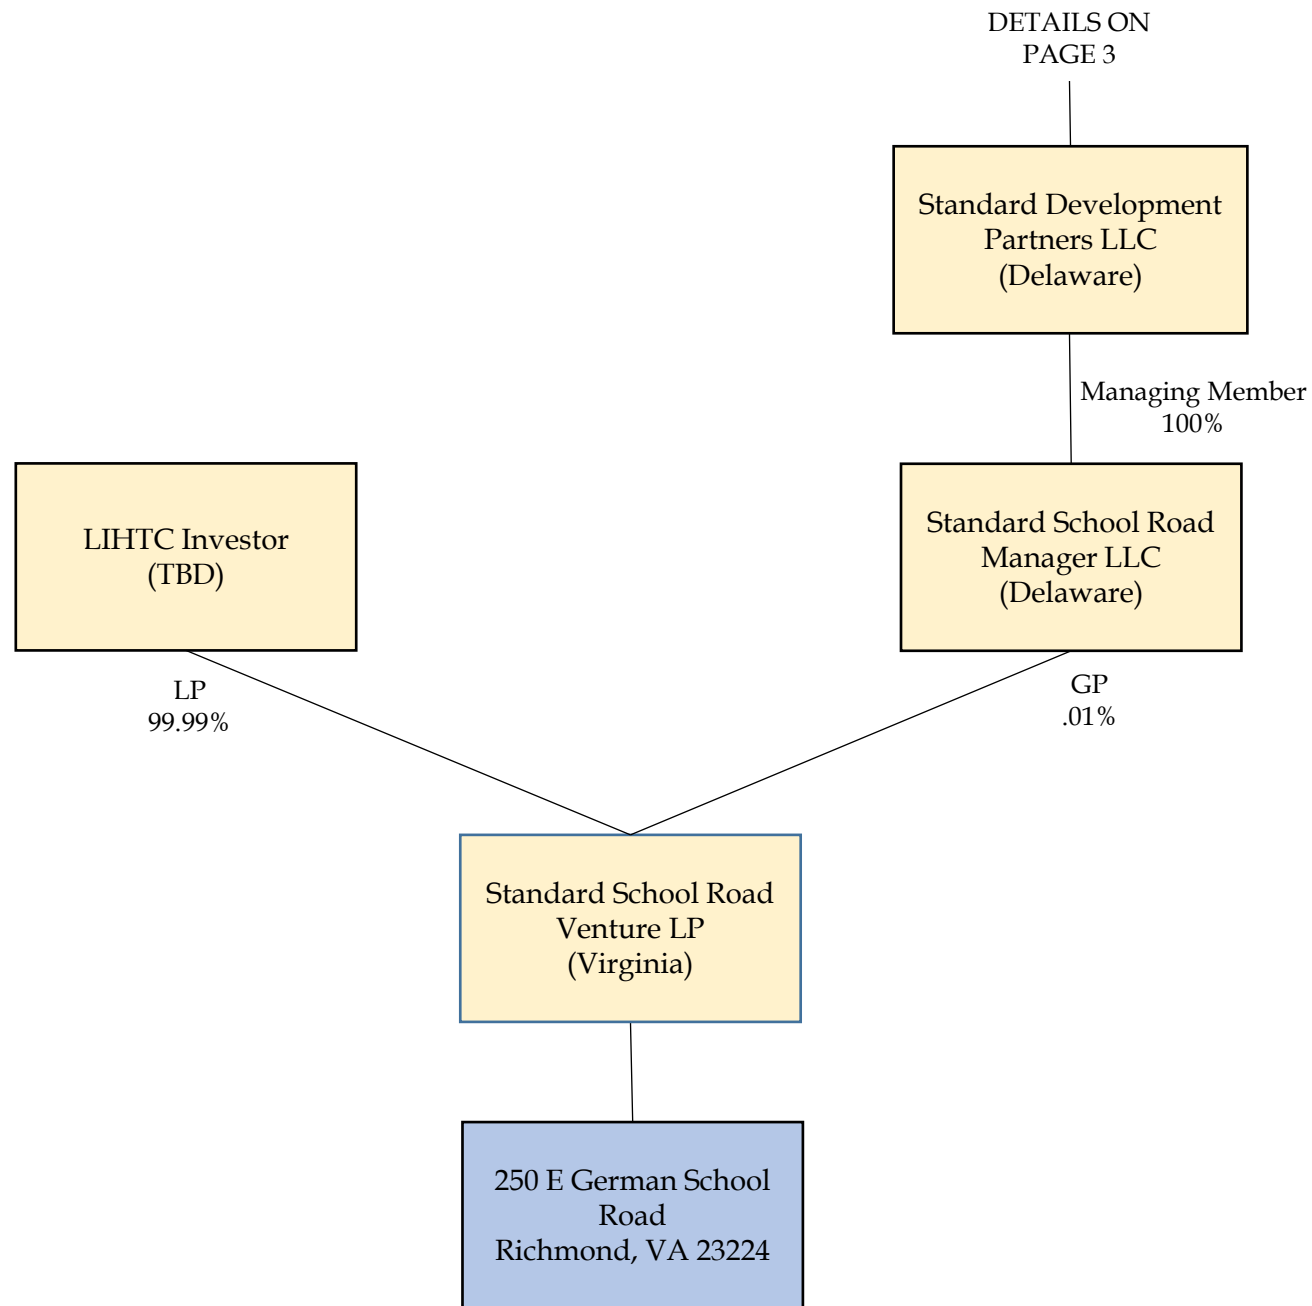 DETAILS ON
PAGE 3
Standard Development
Partners LLC
(Delaware)
Managing Member
100%
LIHTC Investor
(TBD)
Standard School Road
Manager LLC
(Delaware)
LP
99.99%
GP
.01%
Standard School Road
Venture LP
(Virginia)
250 E German School
Road
Richmond, VA 23224